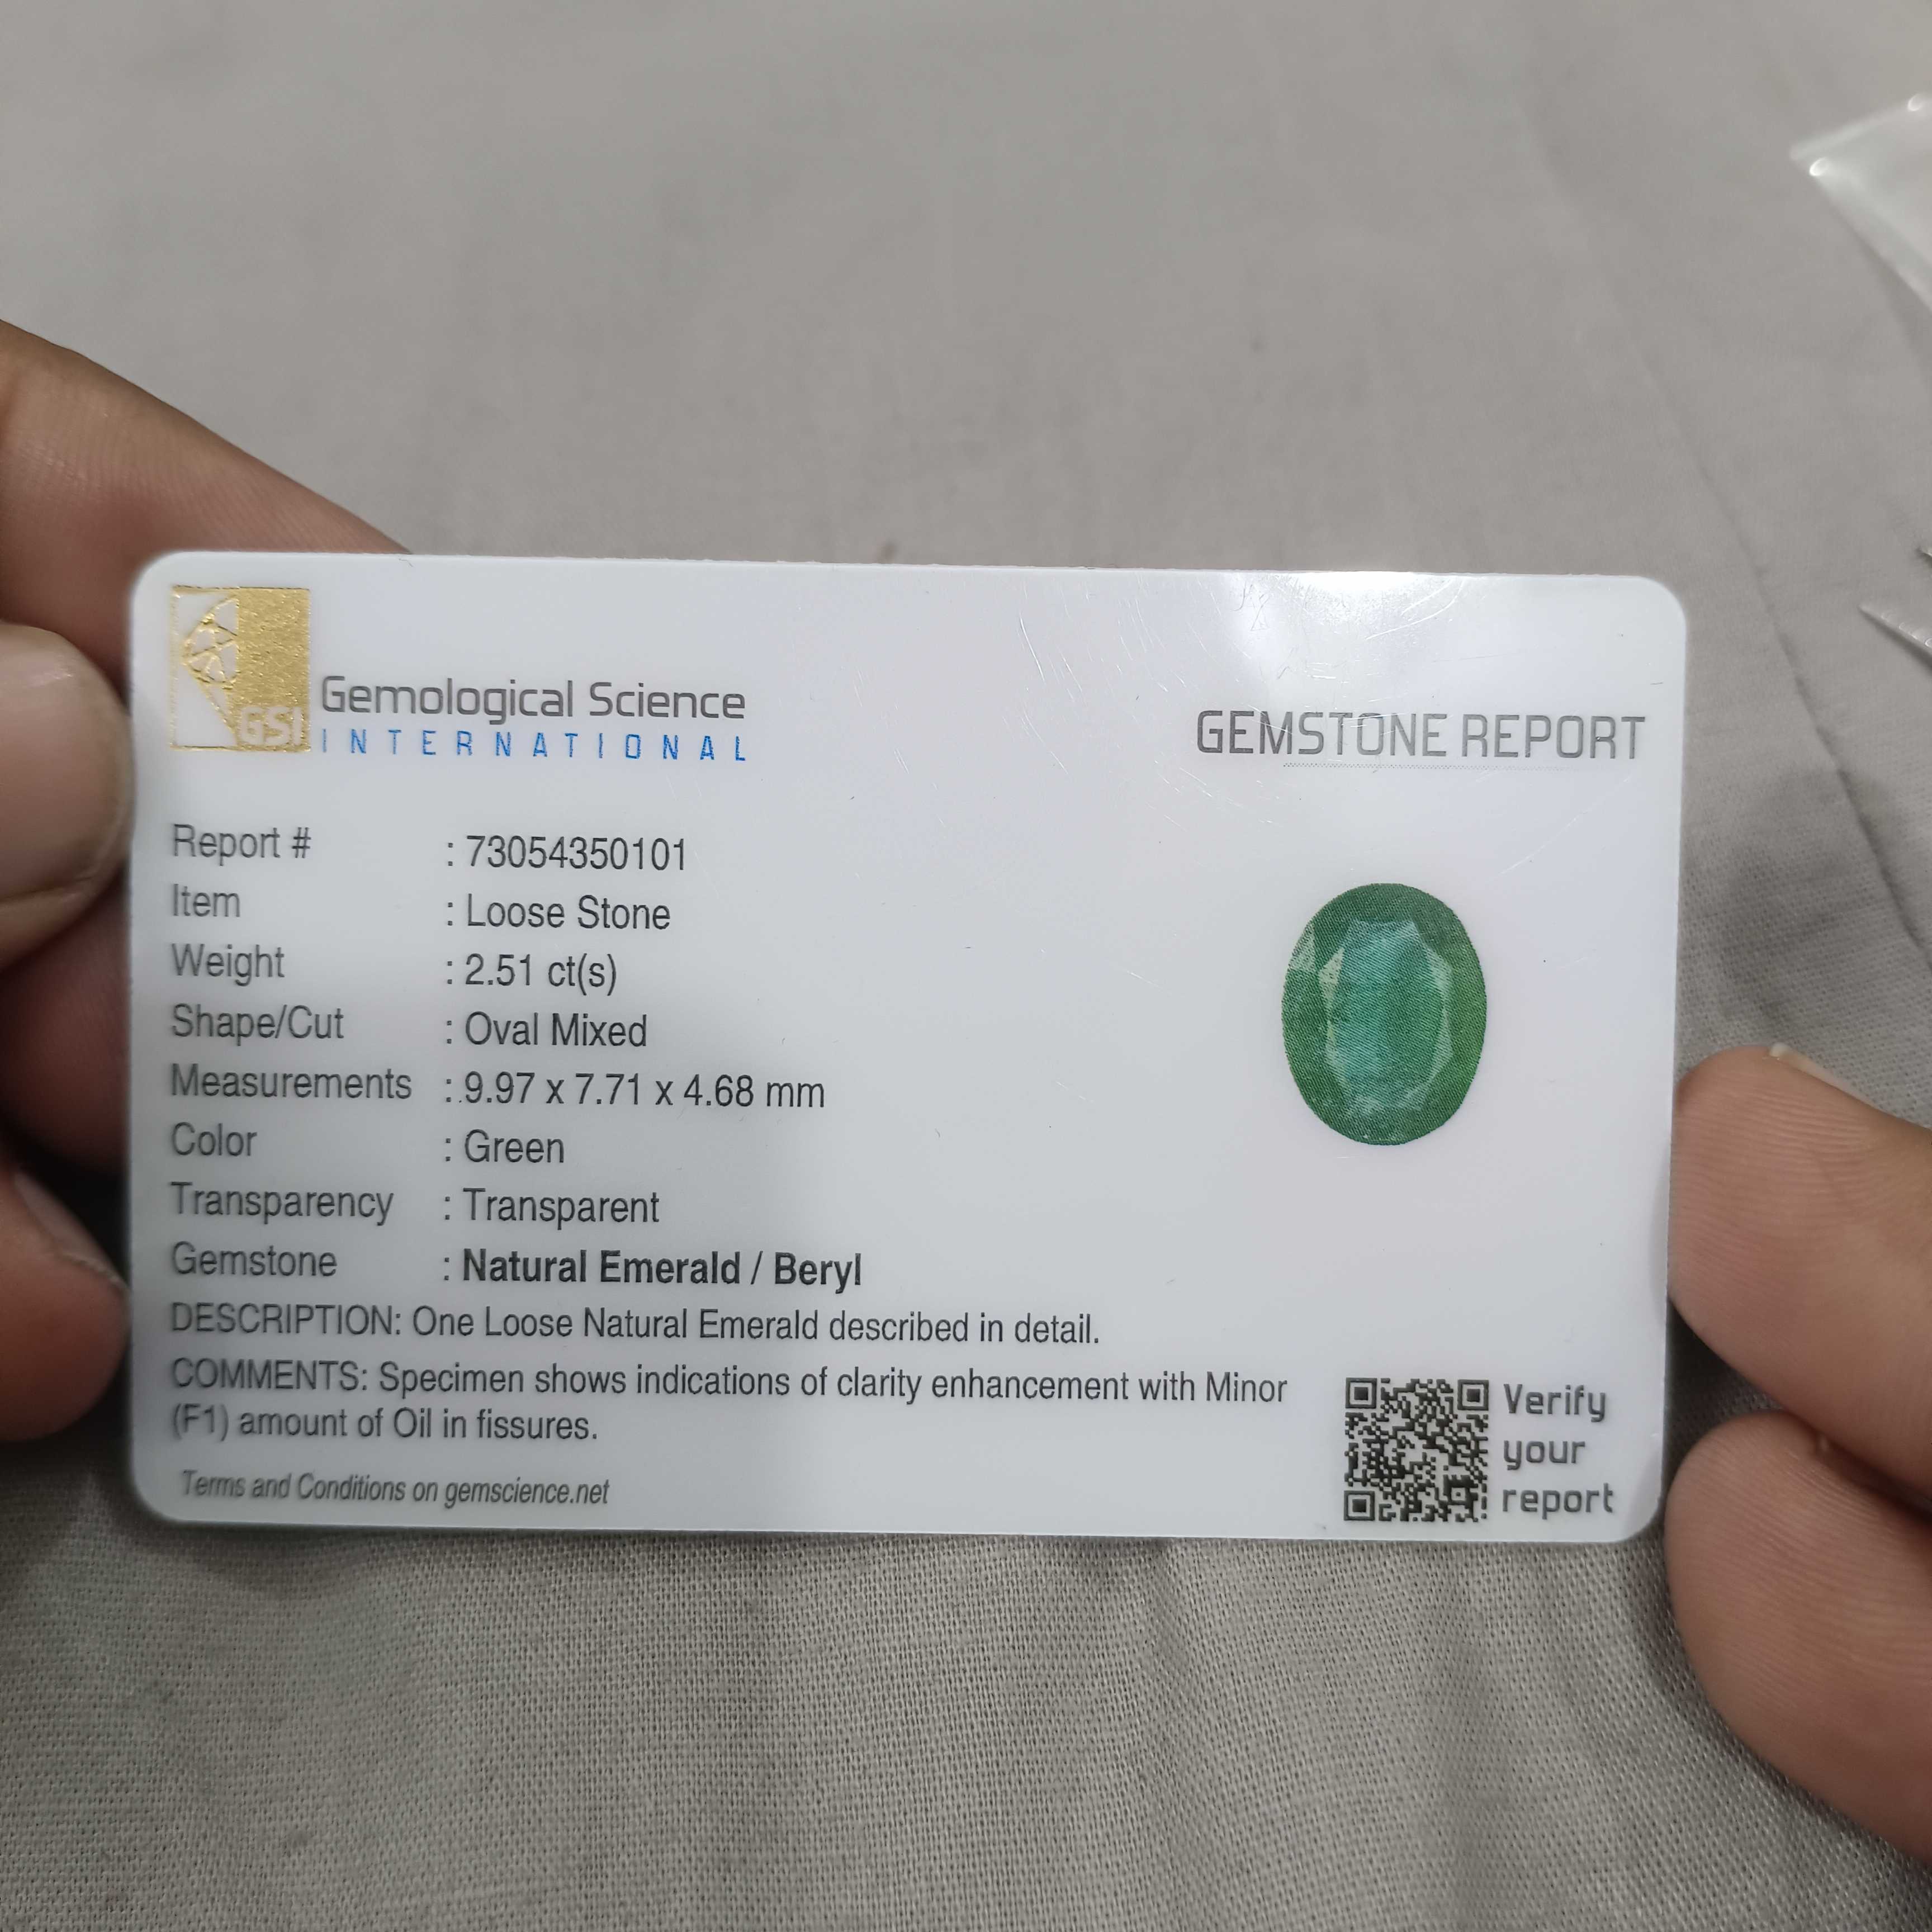 GSI
Gemological Science
INTERNATIONAL
GEMSTONE REPORT
Report # : 73054350101
Item : Loose Stone
Weight : 2.51 ct(s)
Shape/Cut : Oval Mixed
Measurements : 9.97 x 7.71 x 4.68 mm
Color : Green
Transparency : Transparent
Gemstone : Natural Emerald / Beryl
DESCRIPTION: One Loose Natural Emerald described in detail.
COMMENTS: Specimen shows indications of clarity enhancement with Minor
(F1) amount of Oil in fissures.
Terms and Conditions on gemscience.net
Verify
your
report